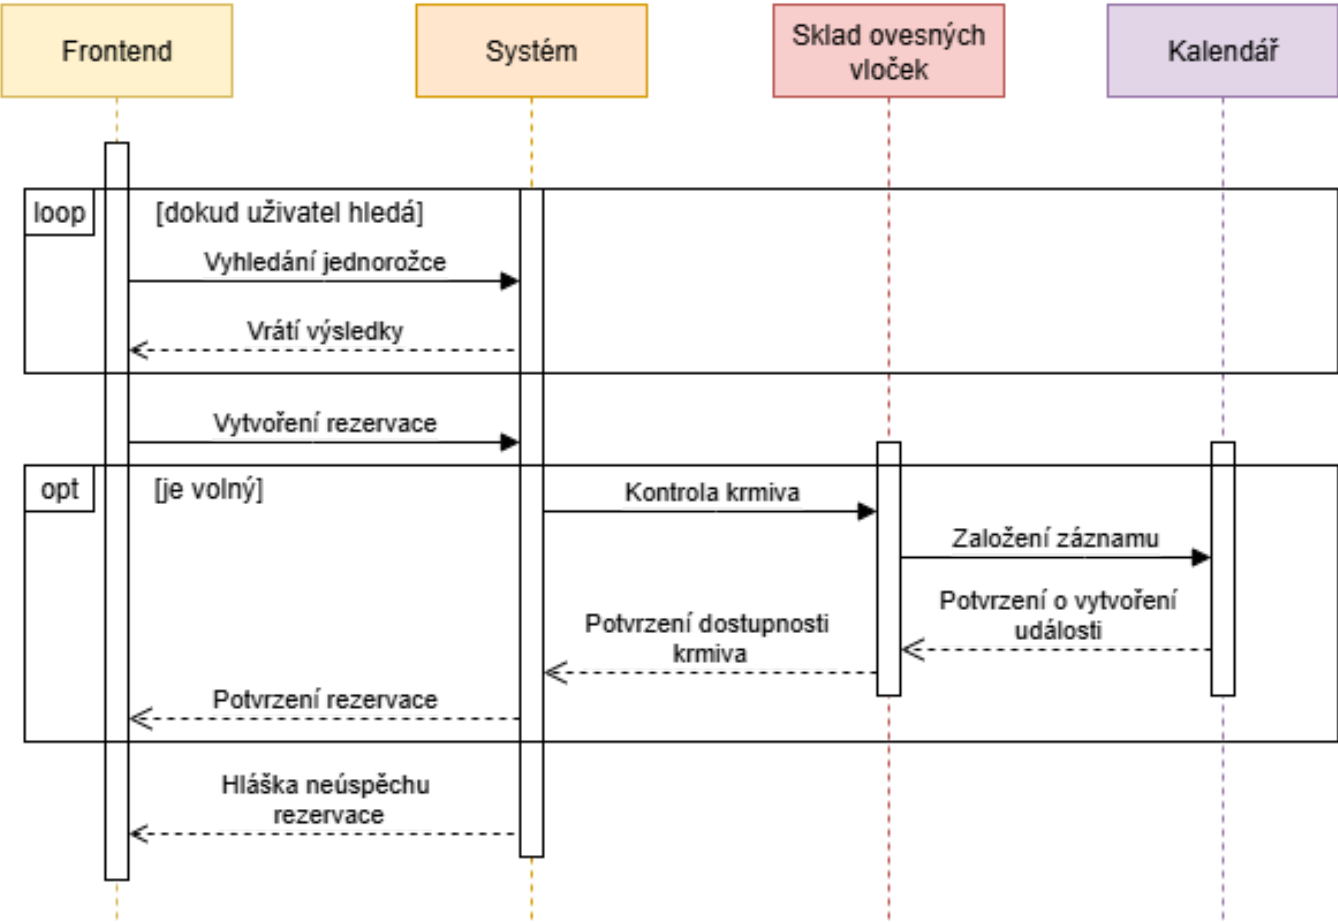 Frontend
Systém
Sklad ovesných
vloček
Kalendář
loop
[dokud uživatel hledá]
Vyhledání jednorožce
Vrátí výsledky
Vytvoření rezervace
opt
[je volný]
Kontrola krmiva
Založení záznamu
Potvrzení o vytvoření
události
Potvrzení dostupnosti
krmiva
Potvrzení rezervace
Hláška neúspěchu
rezervace